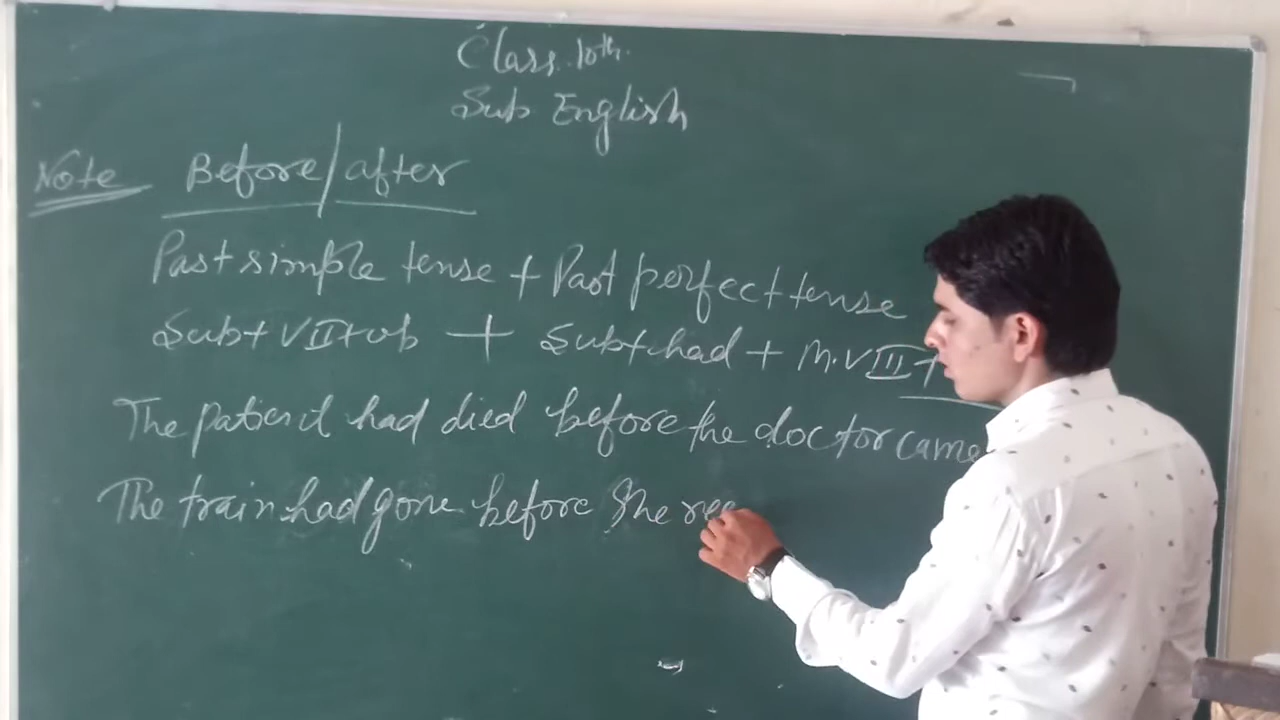 Class. 10th.
Sub English
Note Before/after
Past simple tense + Past perfect tense
Sub + VII + ob + Sub + had + M.VIII +
The patient had died before the doctor came
The train had gone before She